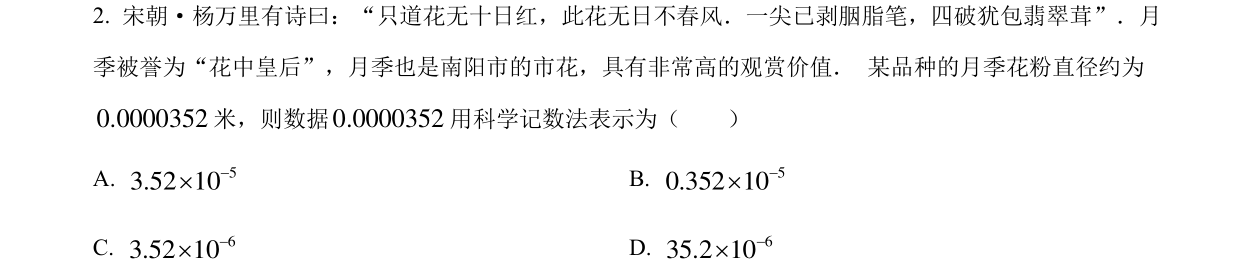 2. 宋朝·杨万里有诗曰：“只道花无十日红，此花无日不春风．一尖已剥胭脂笔，四破犹包翡翠茸”．月
季被誉为“花中皇后”，月季也是南阳市的市花，具有非常高的观赏价值． 某品种的月季花粉直径约为
0.0000352 米，则数据 0.0000352 用科学记数法表示为（  ）
A. 3.52×10⁻⁵ B. 0.352×10⁻⁵
C. 3.52×10⁻⁶ D. 35.2×10⁻⁶